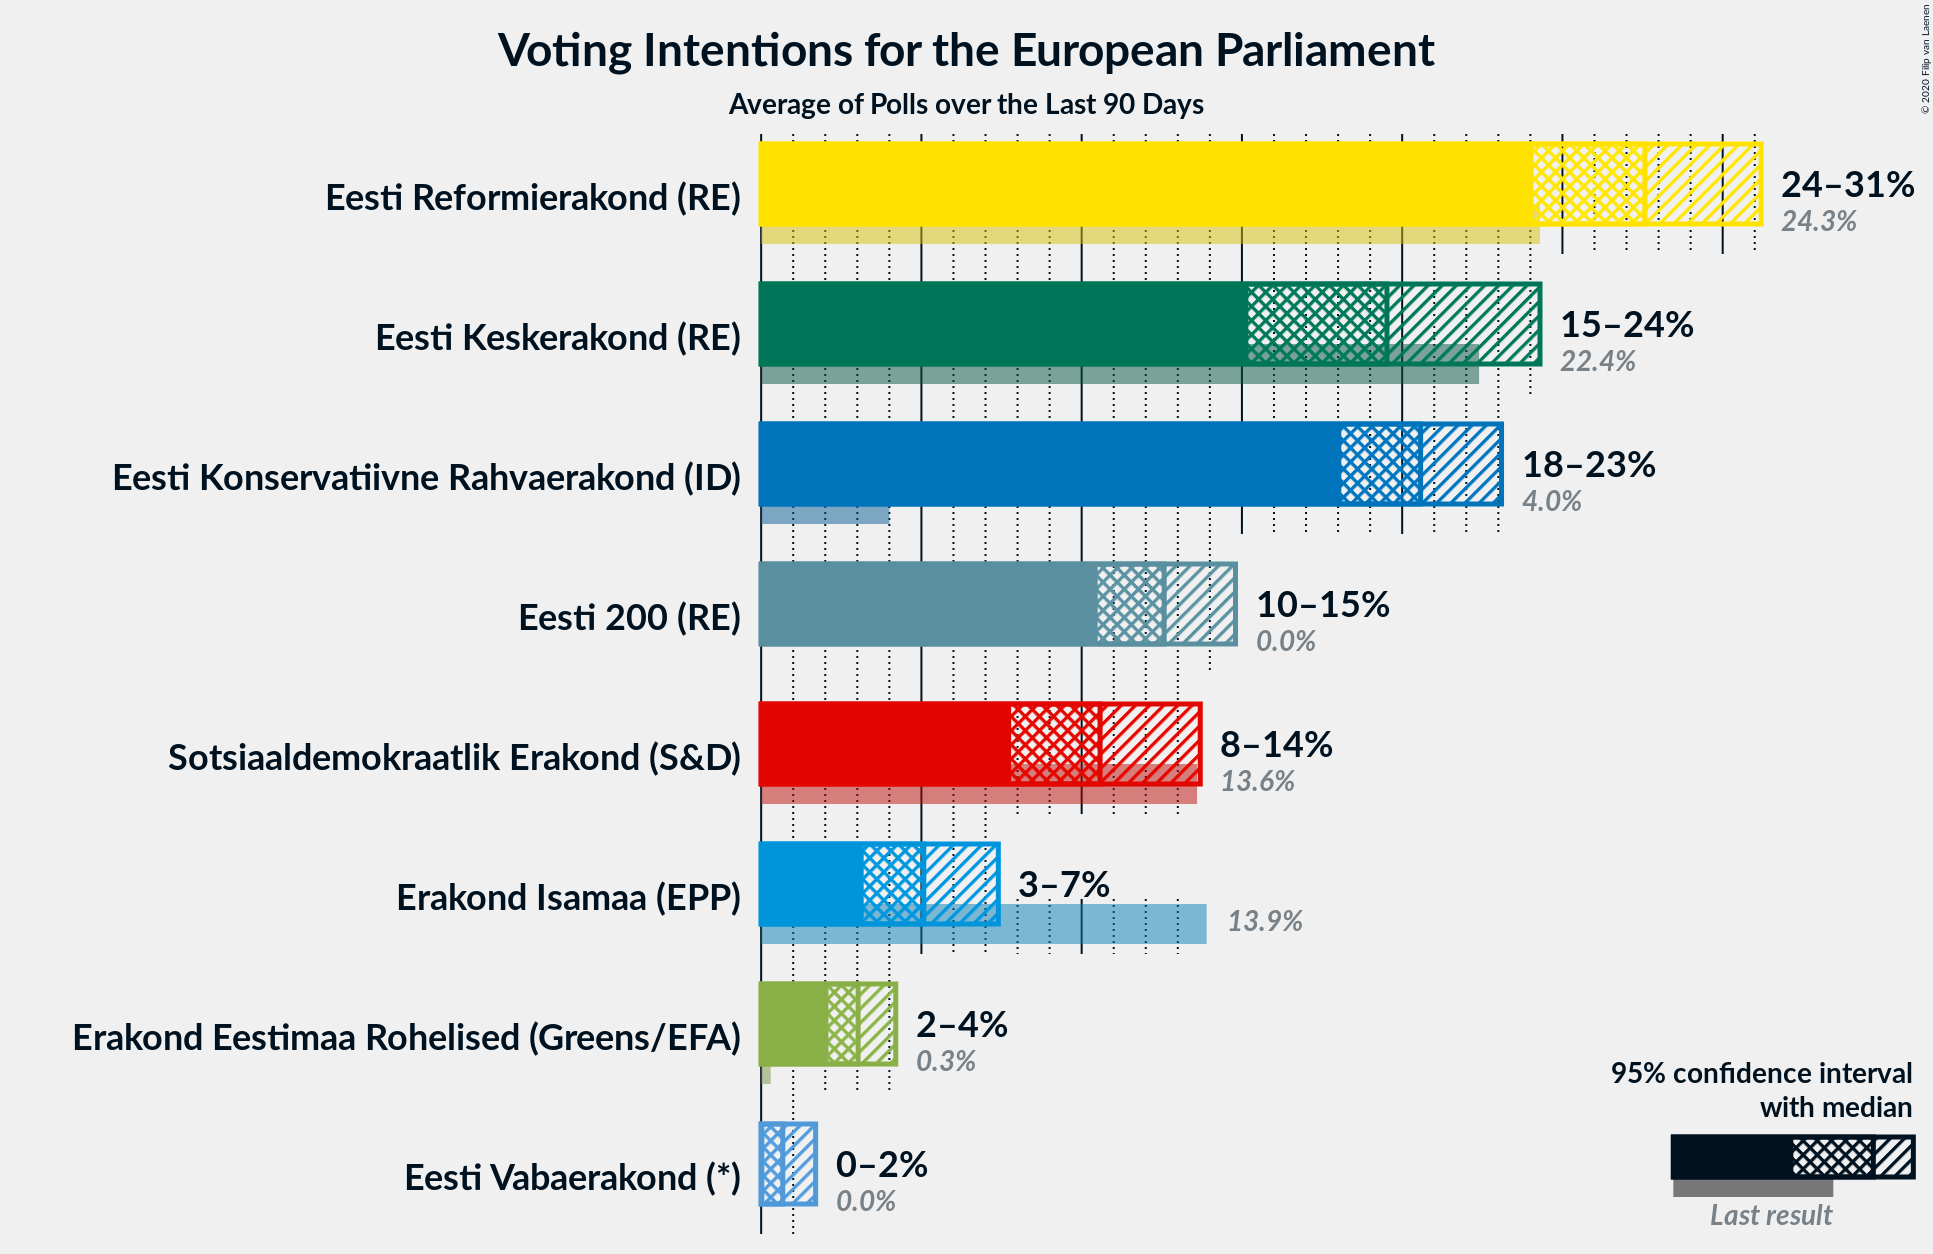 Voting Intentions for the European Parliament
Average of Polls over the Last 90 Days
© 2020 Filip van Laenen
Eesti Reformierakond (RE)
24–31%
24.3%
Eesti Keskerakond (RE)
15–24%
22.4%
Eesti Konservatiivne Rahvaerakond (ID)
18–23%
4.0%
Eesti 200 (RE)
10–15%
0.0%
Sotsiaaldemokraatlik Erakond (S&D)
8–14%
13.6%
Erakond Isamaa (EPP)
3–7%
13.9%
Erakond Eestimaa Rohelised (Greens/EFA)
2–4%
0.3%
Eesti Vabaerakond (*)
0–2%
0.0%
95% confidence interval
with median
Last result